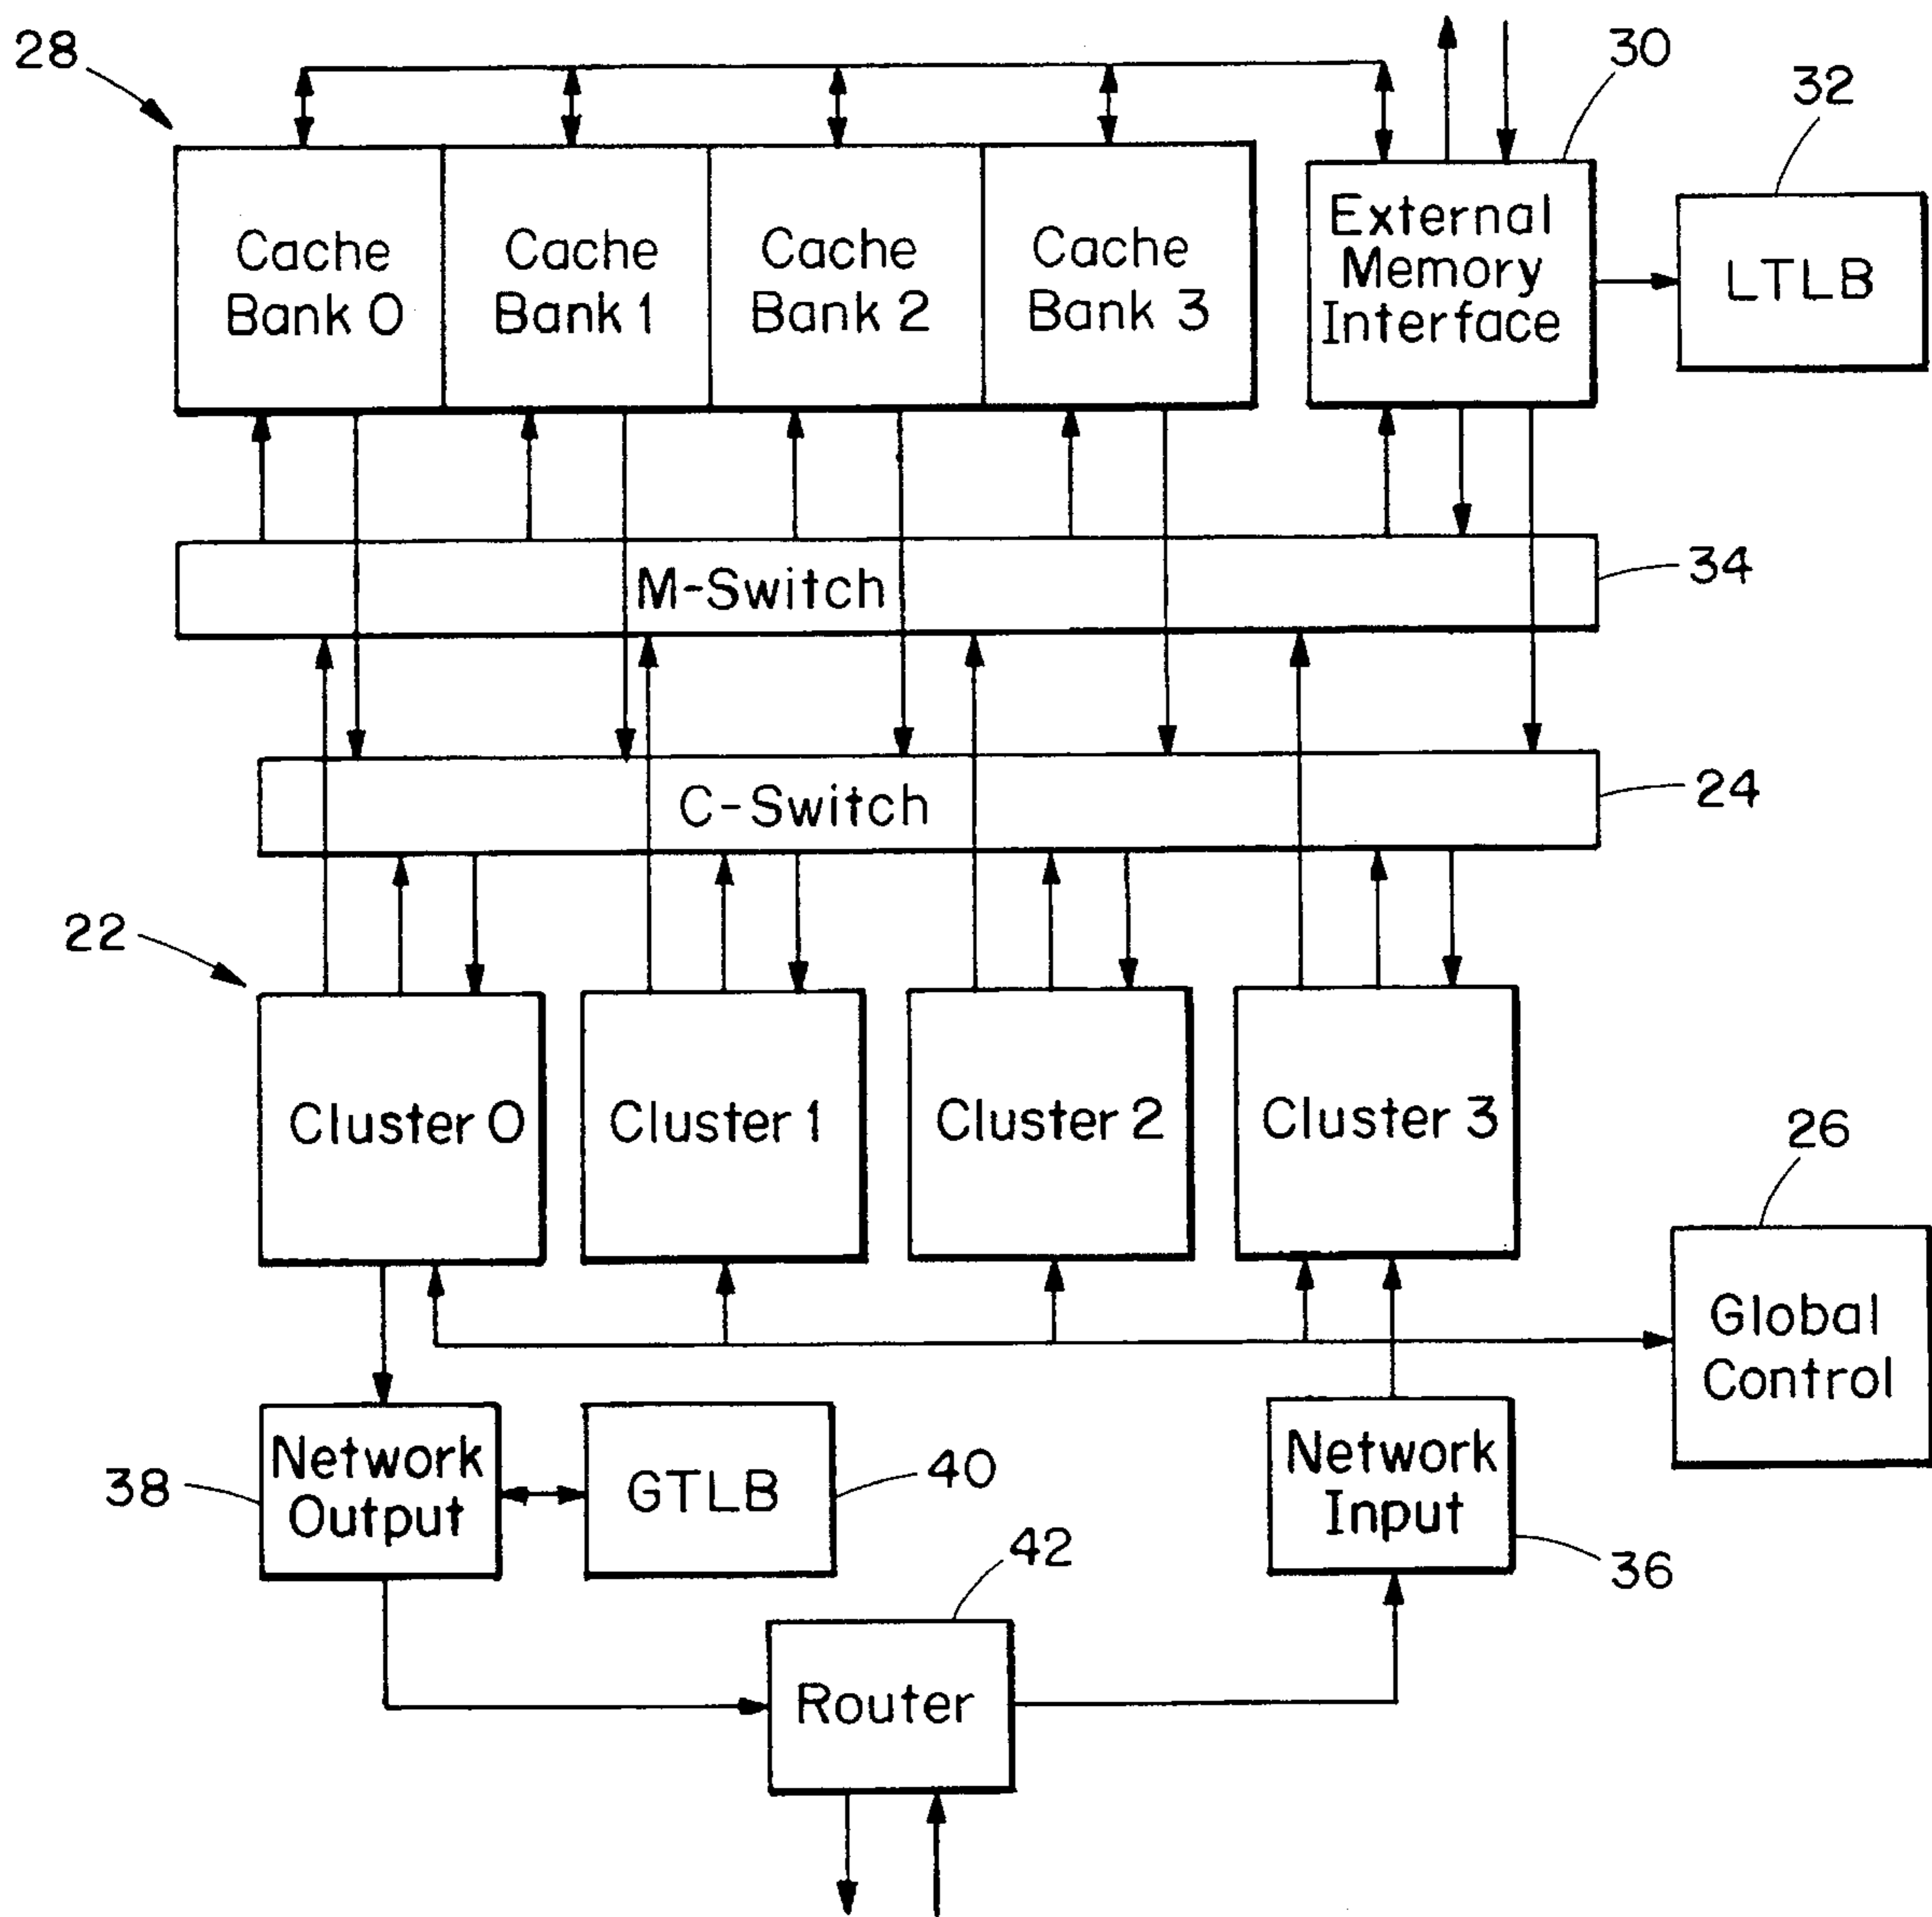 28
30
32
Cache
Bank 0
Cache
Bank 1
Cache
Bank 2
Cache
Bank 3
External
Memory
Interface
LTLB
M-Switch
34
C-Switch
24
22
Cluster 0
Cluster 1
Cluster 2
Cluster 3
26
Global
Control
38
Network
Output
GTLB
40
Network
Input
36
42
Router